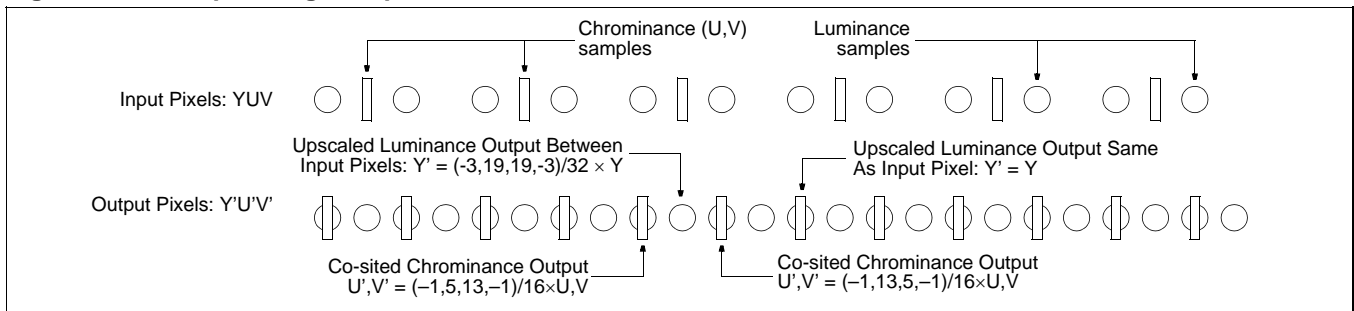 Chrominance (U,V)
samples
Luminance
samples
Input Pixels: YUV
Upscaled Luminance Output Between
Input Pixels: Y' = (-3,19,19,-3)/32 × Y
Upscaled Luminance Output Same
As Input Pixel: Y' = Y
Output Pixels: Y'U'V'
Co-sited Chrominance Output
U',V' = (–1,5,13,–1)/16×U,V
Co-sited Chrominance Output
U',V' = (–1,13,5,–1)/16×U,V